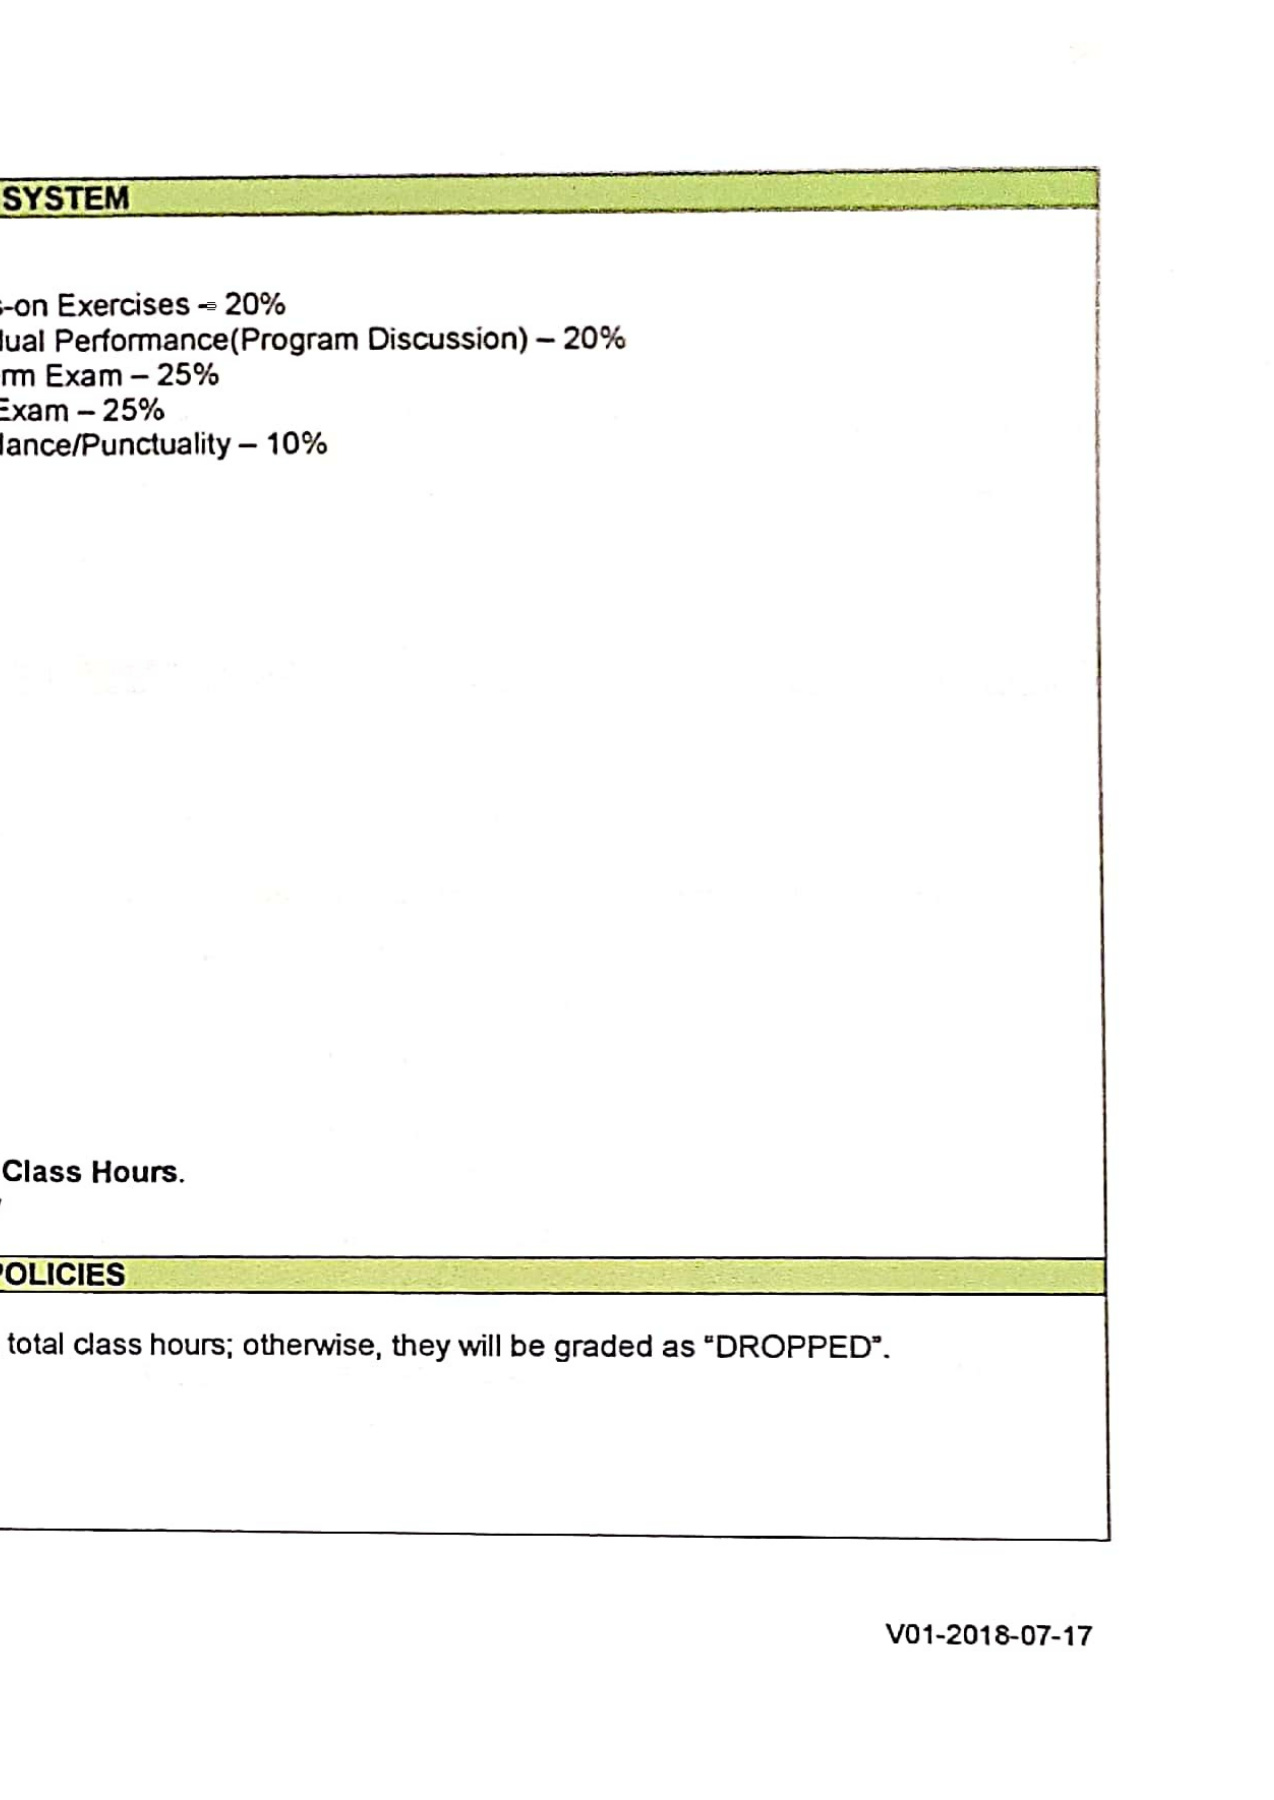 SYSTEM
s-on Exercises – 20%
dual Performance(Program Discussion) – 20%
rm Exam – 25%
Exam – 25%
dance/Punctuality – 10%
Class Hours.
POLICIES
total class hours; otherwise, they will be graded as "DROPPED".
V01-2018-07-17